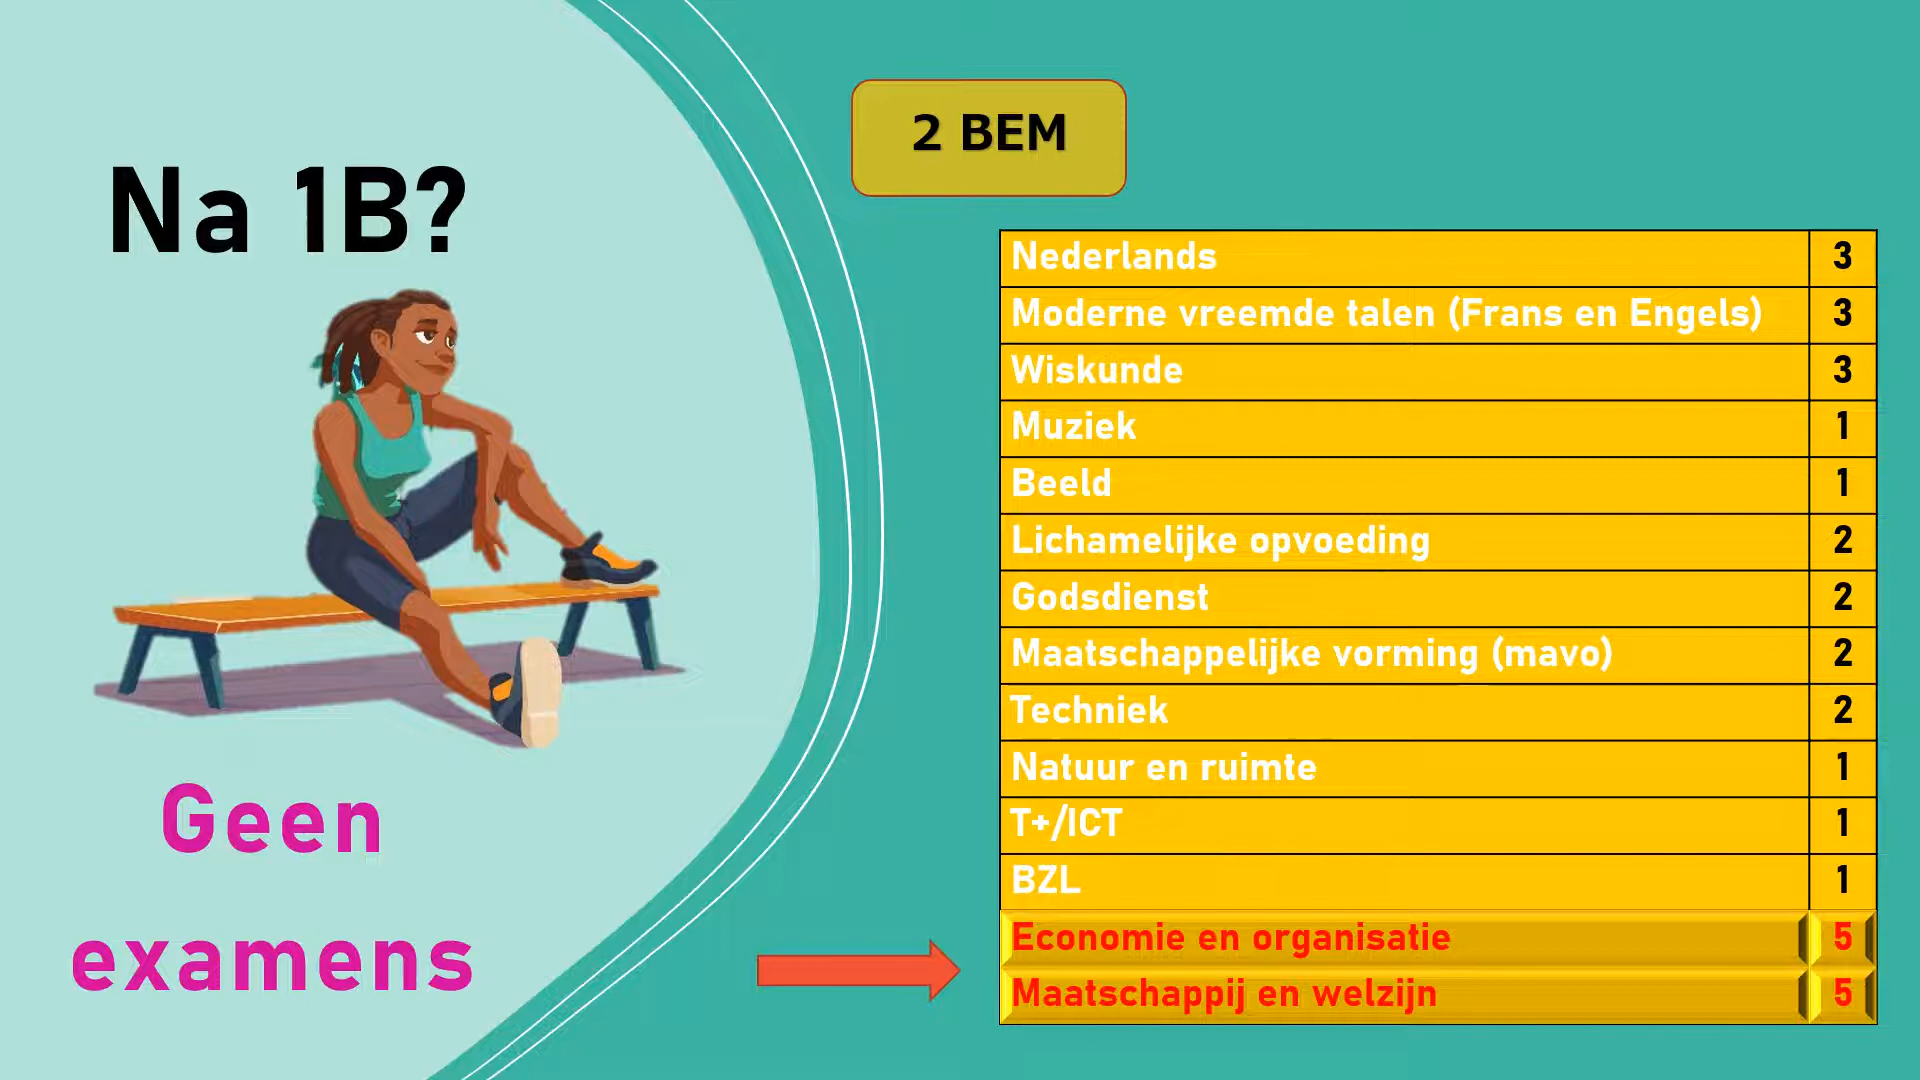 Na 1B?
Geen
examens
2 BEM
Nederlands 3
Moderne vreemde talen (Frans en Engels) 3
Wiskunde 3
Muziek 1
Beeld 1
Lichamelijke opvoeding 2
Godsdienst 2
Maatschappelijke vorming (mavo) 2
Techniek 2
Natuur en ruimte 1
T+/ICT 1
BZL 1
Economie en organisatie 5
Maatschappij en welzijn 5